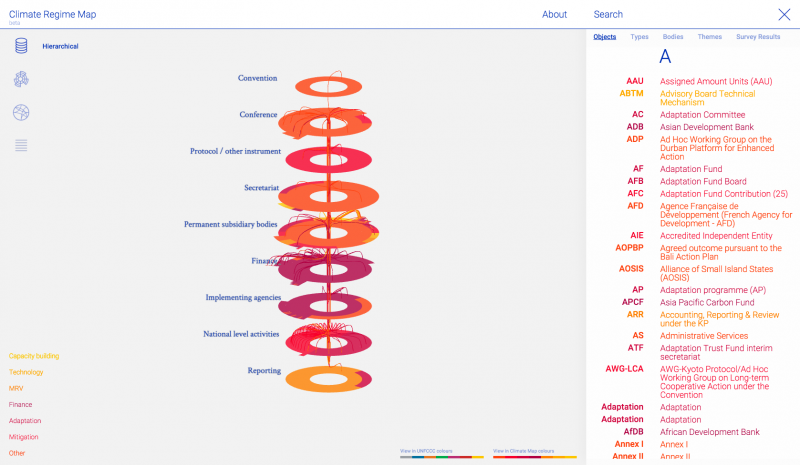 Climate Regime Map
beta
About
Search
Hierarchical
Objects Types Bodies Themes Survey Results
Convention
Conference
Protocol / other instrument
Secretariat
Permanent subsidiary bodies
Finance
Implementing agencies
National level activities
Reporting
Capacity building
Technology
MRV
Finance
Adaptation
Mitigation
Other
View in UNFCCC colours
View in Climate Map colours
A
AAU Assigned Amount Units (AAU)
ABTM Advisory Board Technical
Mechanism
AC Adaptation Committee
ADB Asian Development Bank
ADP Ad Hoc Working Group on the
Durban Platform for Enhanced
Action
AF Adaptation Fund
AFB Adaptation Fund Board
AFC Adaptation Fund Contribution (25)
AFD Agence Française de
Développement (French Agency for
Development - AFD)
AIE Accredited Independent Entity
AOPBP Agreed outcome pursuant to the
Bali Action Plan
AOSIS Alliance of Small Island States
(AOSIS)
AP Adaptation programme (AP)
APCF Asia Pacific Carbon Fund
ARR Accounting, Reporting & Review
under the KP
AS Administrative Services
ATF Adaptation Trust Fund interim
secretariat
AWG-LCA AWG-Kyoto Protocol/Ad Hoc
Working Group on Long-term
Cooperative Action under the
Convention
Adaptation Adaptation
Adaptation Adaptation
AfDB African Development Bank
Annex I Annex I
Annex II Annex II